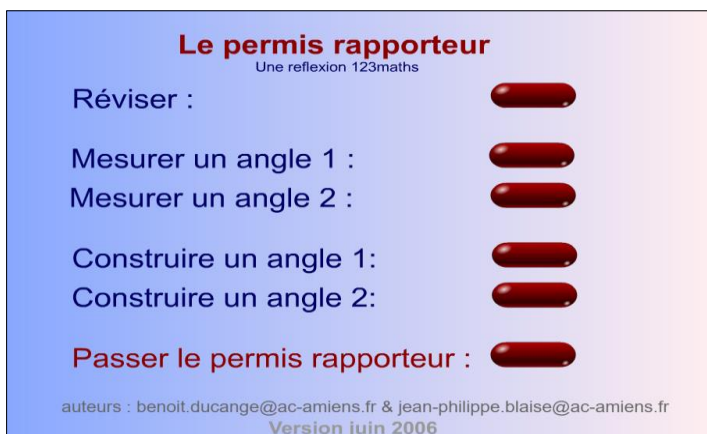 Le permis rapporteur
Une reflexion 123maths
Réviser :
Mesurer un angle 1 :
Mesurer un angle 2 :
Construire un angle 1:
Construire un angle 2:
Passer le permis rapporteur :
auteurs : benoit.ducange@ac-amiens.fr & jean-philippe.blaise@ac-amiens.fr
Version juin 2006